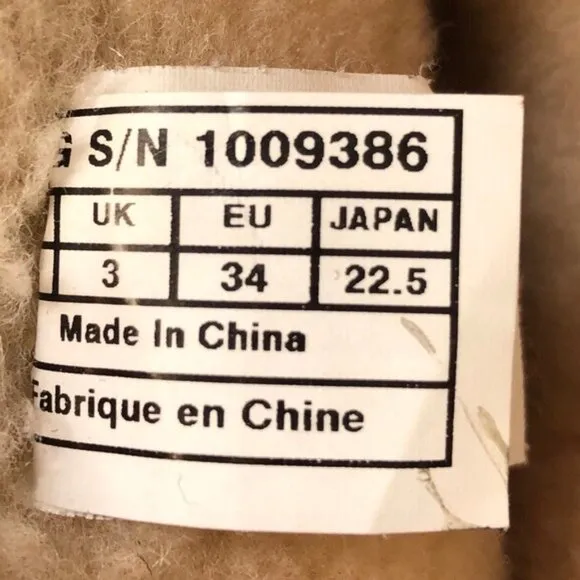 G S/N 1009386
UK EU JAPAN
3 34 22.5
Made In China
Fabrique en Chine